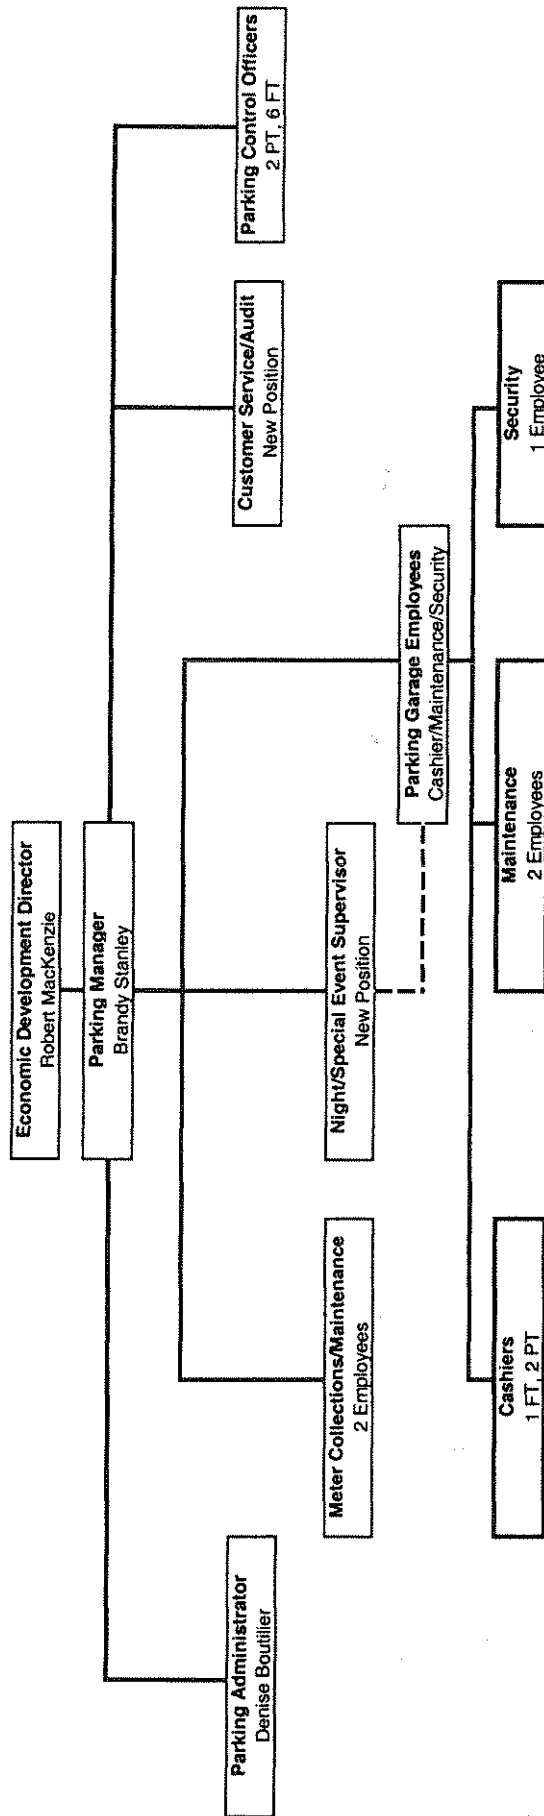 Economic Development Director
Robert MacKenzie
Parking Manager
Brandy Stanley
Parking Administrator
Denise Boutilier
Customer Service/Audit
New Position
Parking Control Officers
2 PT, 6 FT
Meter Collections/Maintenance
2 Employees
Night/Special Event Supervisor
New Position
Parking Garage Employees
Cashier/Maintenance/Security
Cashiers
1 FT, 2 PT
Maintenance
2 Employees
Security
1 Employee